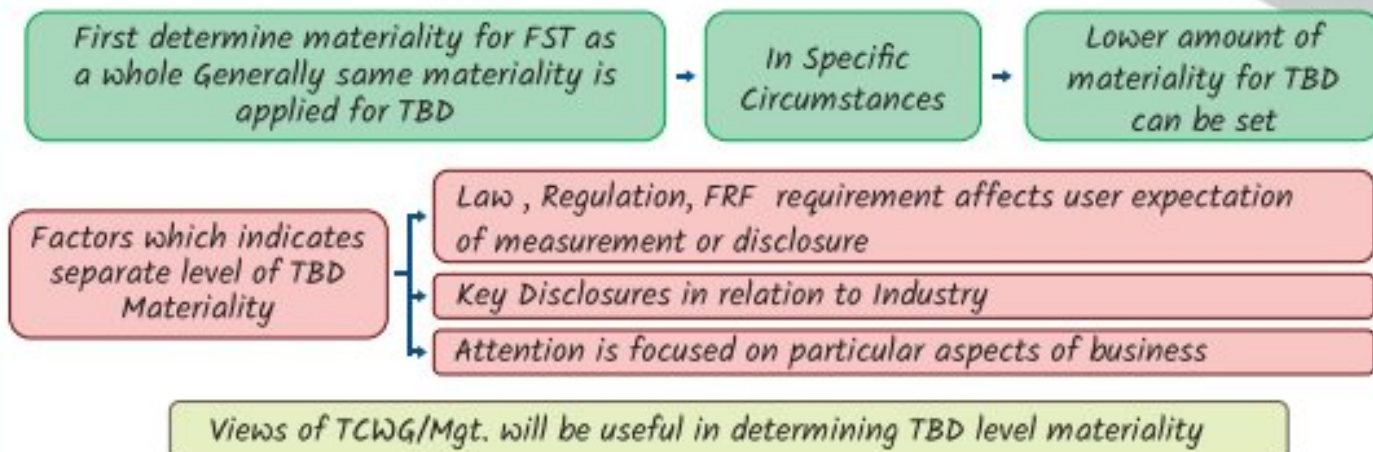 First determine materiality for FST as
a whole Generally same materiality is
applied for TBD
In Specific
Circumstances
Lower amount of
materiality for TBD
can be set
Factors which indicates
separate level of TBD
Materiality
Law , Regulation, FRF requirement affects user expectation
of measurement or disclosure
Key Disclosures in relation to Industry
Attention is focused on particular aspects of business
Views of TCWG/Mgt. will be useful in determining TBD level materiality